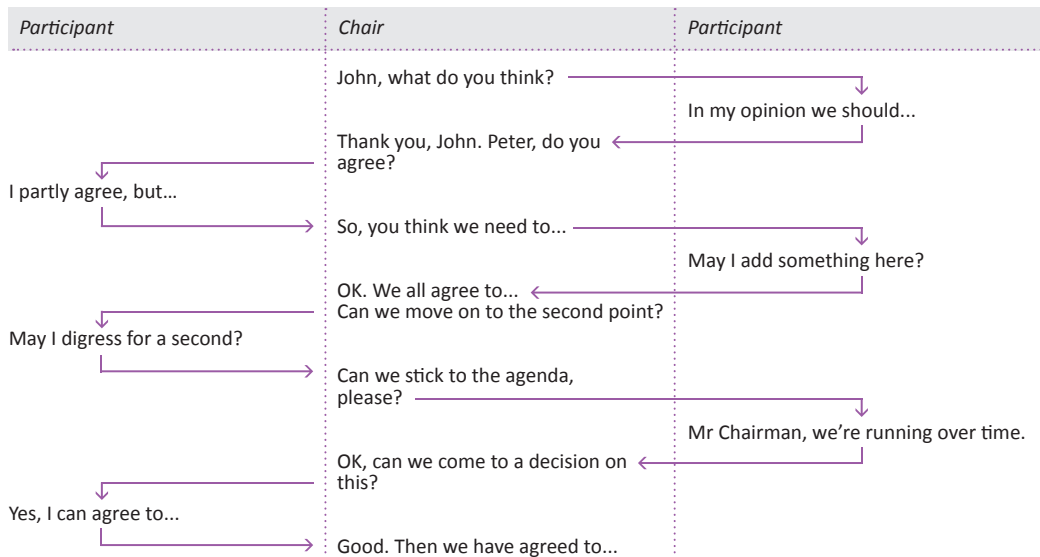 Participant
Chair
Participant
John, what do you think?
In my opinion we should...
Thank you, John. Peter, do you
agree?
I partly agree, but...
So, you think we need to...
May I add something here?
OK. We all agree to...
Can we move on to the second point?
May I digress for a second?
Can we stick to the agenda,
please?
Mr Chairman, we’re running over time.
OK, can we come to a decision on
this?
Yes, I can agree to...
Good. Then we have agreed to...